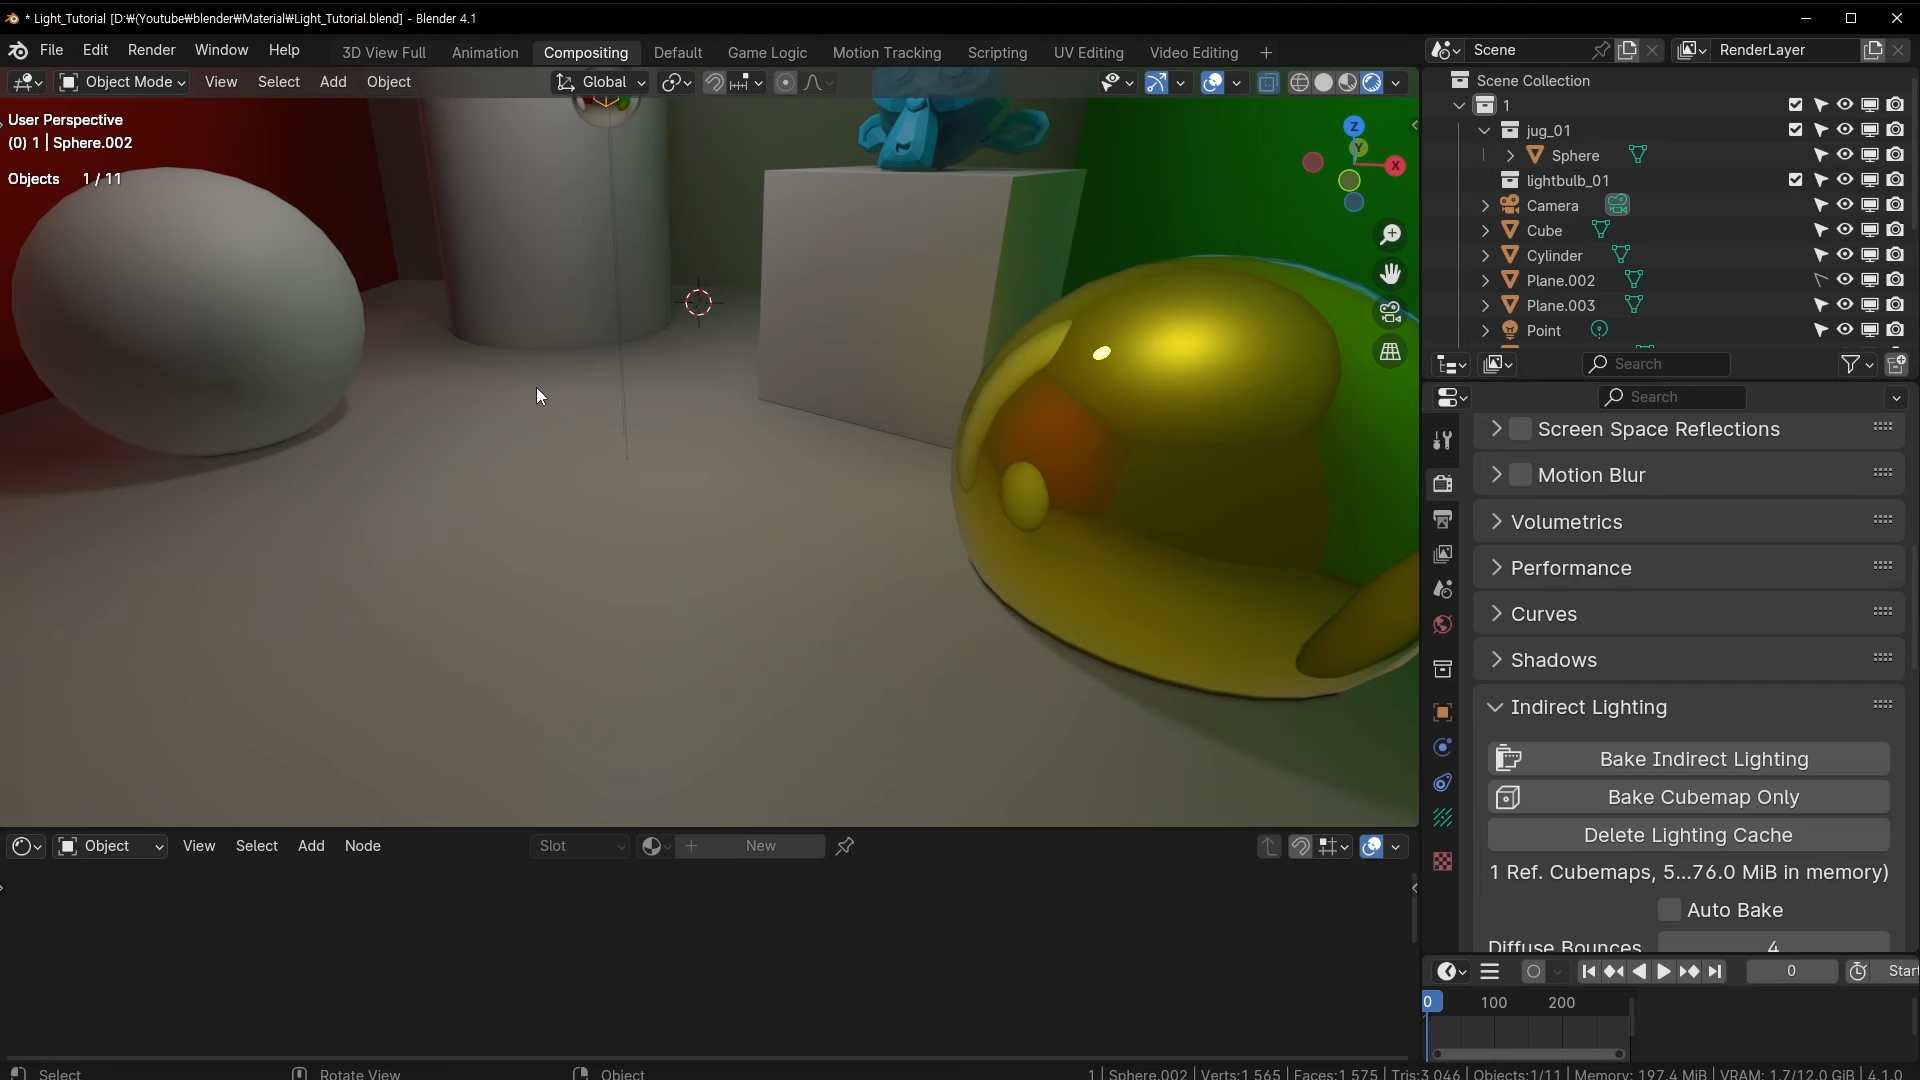 * Light_Tutorial [D:￦(Youtube￦blender￦Material￦Light_Tutorial.blend] - Blender 4.1
File Edit Render Window Help
3D View Full Animation Compositing Default Game Logic Motion Tracking Scripting UV Editing Video Editing +
Scene
RenderLayer
Object Mode View Select Add Object
Global
User Perspective
(0) 1 | Sphere.002
Objects 1 / 11
Z
Y
X
Scene Collection
1
jug_01
Sphere
lightbulb_01
Camera
Cube
Cylinder
Plane.002
Plane.003
Point
Search
Search
Screen Space Reflections
Motion Blur
Volumetrics
Performance
Curves
Shadows
Indirect Lighting
Bake Indirect Lighting
Bake Cubemap Only
Delete Lighting Cache
1 Ref. Cubemaps, 5...76.0 MiB in memory)
Auto Bake
Diffuse Bounces 4
Object View Select Add Node
Slot
New
0
Start
0 100 200
Select
Rotate View
Object
1 | Sphere.002 | Verts:1 565 | Faces:1 575 | Tris:3 046 | Objects:1/11 | Memory: 197.4 MiB | VRAM: 1.7/12.0 GiB | 4.1.0